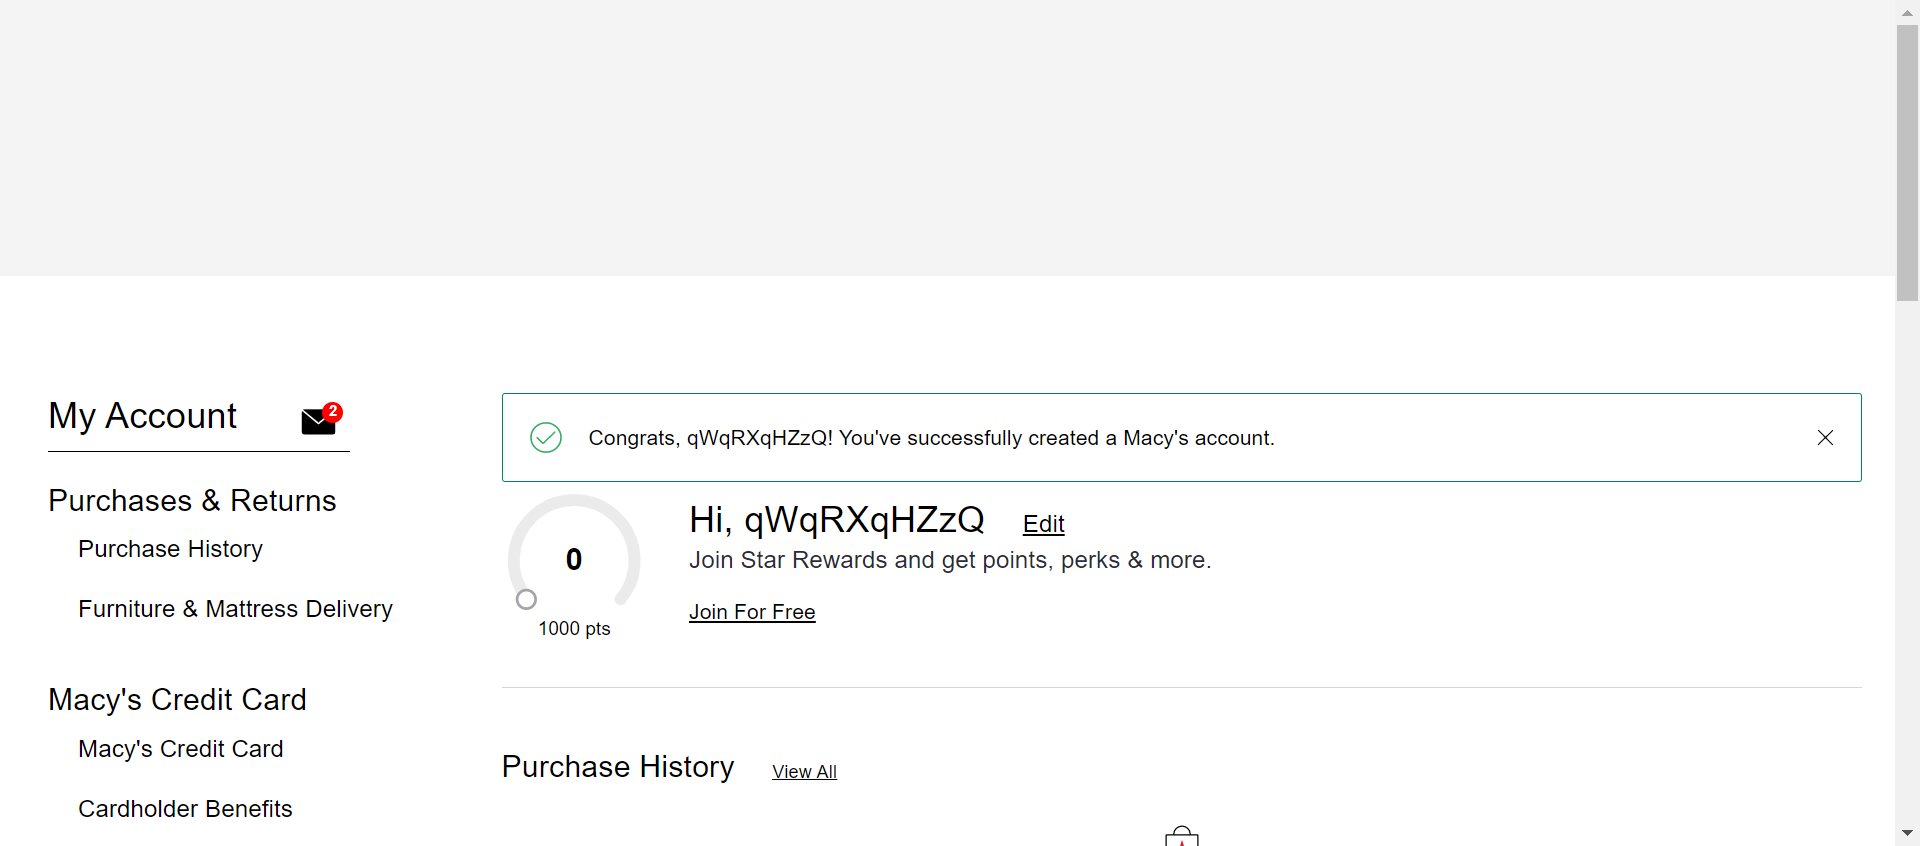 My Account
2
Purchases & Returns
Purchase History
Furniture & Mattress Delivery
Macy's Credit Card
Macy's Credit Card
Cardholder Benefits
Congrats, qWqRXqHZzQ! You've successfully created a Macy's account.
0
1000 pts
Hi, qWqRXqHZzQ Edit
Join Star Rewards and get points, perks & more.
Join For Free
Purchase History View All